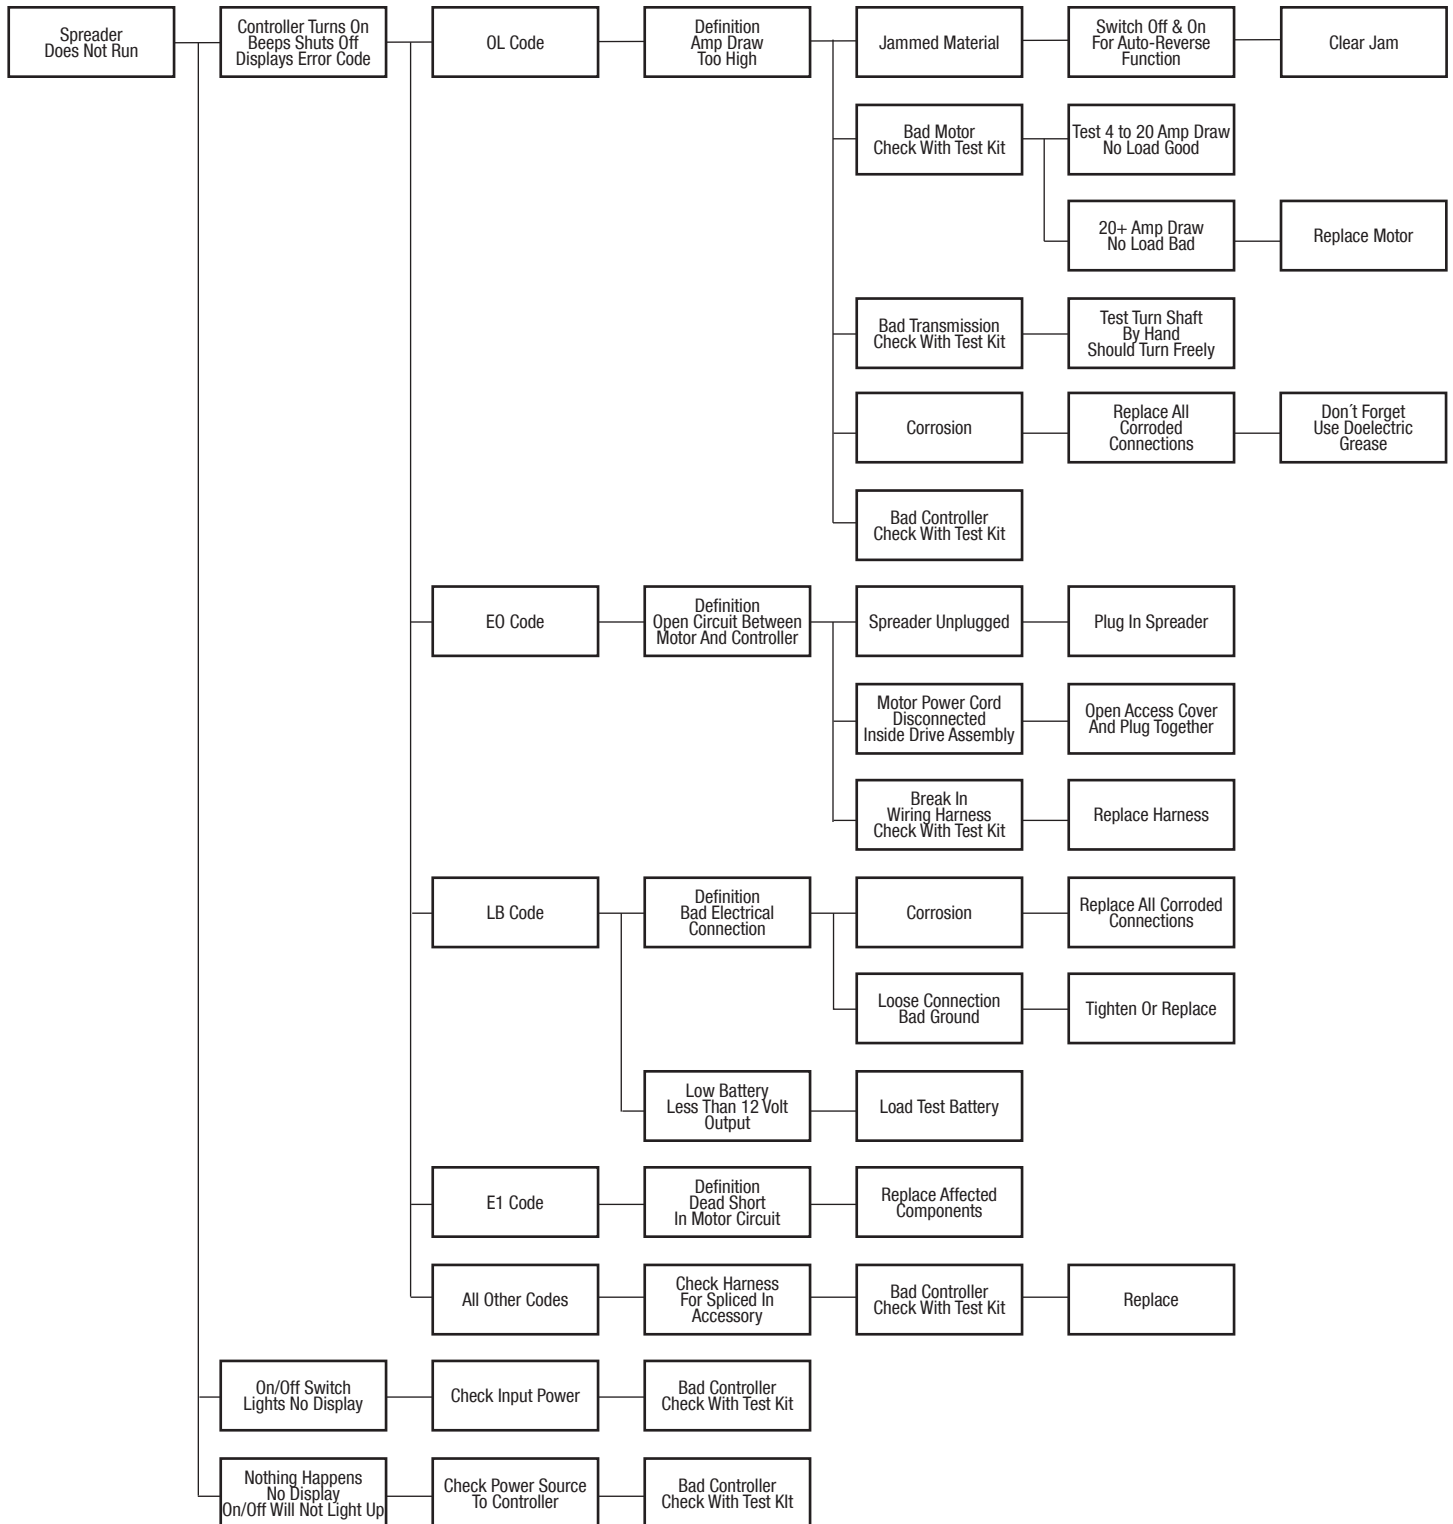 Spreader
Does Not Run
Controller Turns On
Beeps Shuts Off
Displays Error Code
OL Code
Definition
Amp Draw
Too High
Jammed Material
Switch Off & On
For Auto-Reverse
Function
Clear Jam
Bad Motor
Check With Test Kit
Test 4 to 20 Amp Draw
No Load Good
20+ Amp Draw
No Load Bad
Replace Motor
Bad Transmission
Check With Test Kit
Test Turn Shaft
By Hand
Should Turn Freely
Corrosion
Replace All
Corroded
Connections
Don´t Forget
Use Doelectric
Grease
Bad Controller
Check With Test Kit
EO Code
Definition
Open Circuit Between
Motor And Controller
Spreader Unplugged
Plug In Spreader
Motor Power Cord
Disconnected
Inside Drive Assembly
Open Access Cover
And Plug Together
Break In
Wiring Harness
Check With Test Kit
Replace Harness
LB Code
Definition
Bad Electrical
Connection
Corrosion
Replace All Corroded
Connections
Loose Connection
Bad Ground
Tighten Or Replace
Low Battery
Less Than 12 Volt
Output
Load Test Battery
E1 Code
Definition
Dead Short
In Motor Circuit
Replace Affected
Components
All Other Codes
Check Harness
For Spliced In
Accessory
Bad Controller
Check With Test Kit
Replace
On/Off Switch
Lights No Display
Check Input Power
Bad Controller
Check With Test Kit
Nothing Happens
No Display
On/Off Will Not Light Up
Check Power Source
To Controller
Bad Controller
Check With Test KIt